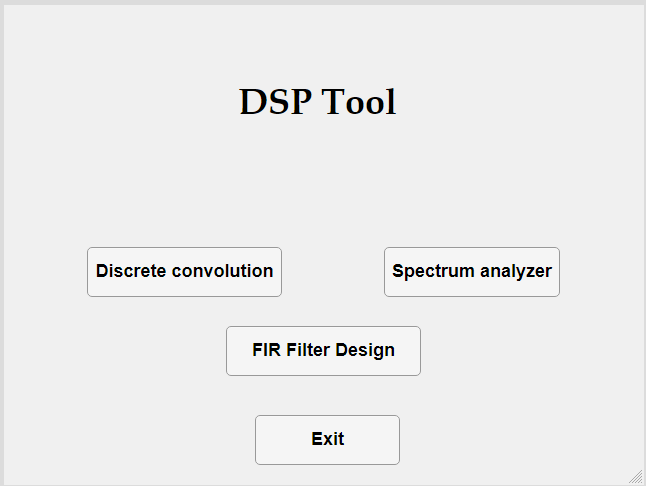 DSP Tool
Discrete convolution
Spectrum analyzer
FIR Filter Design
Exit